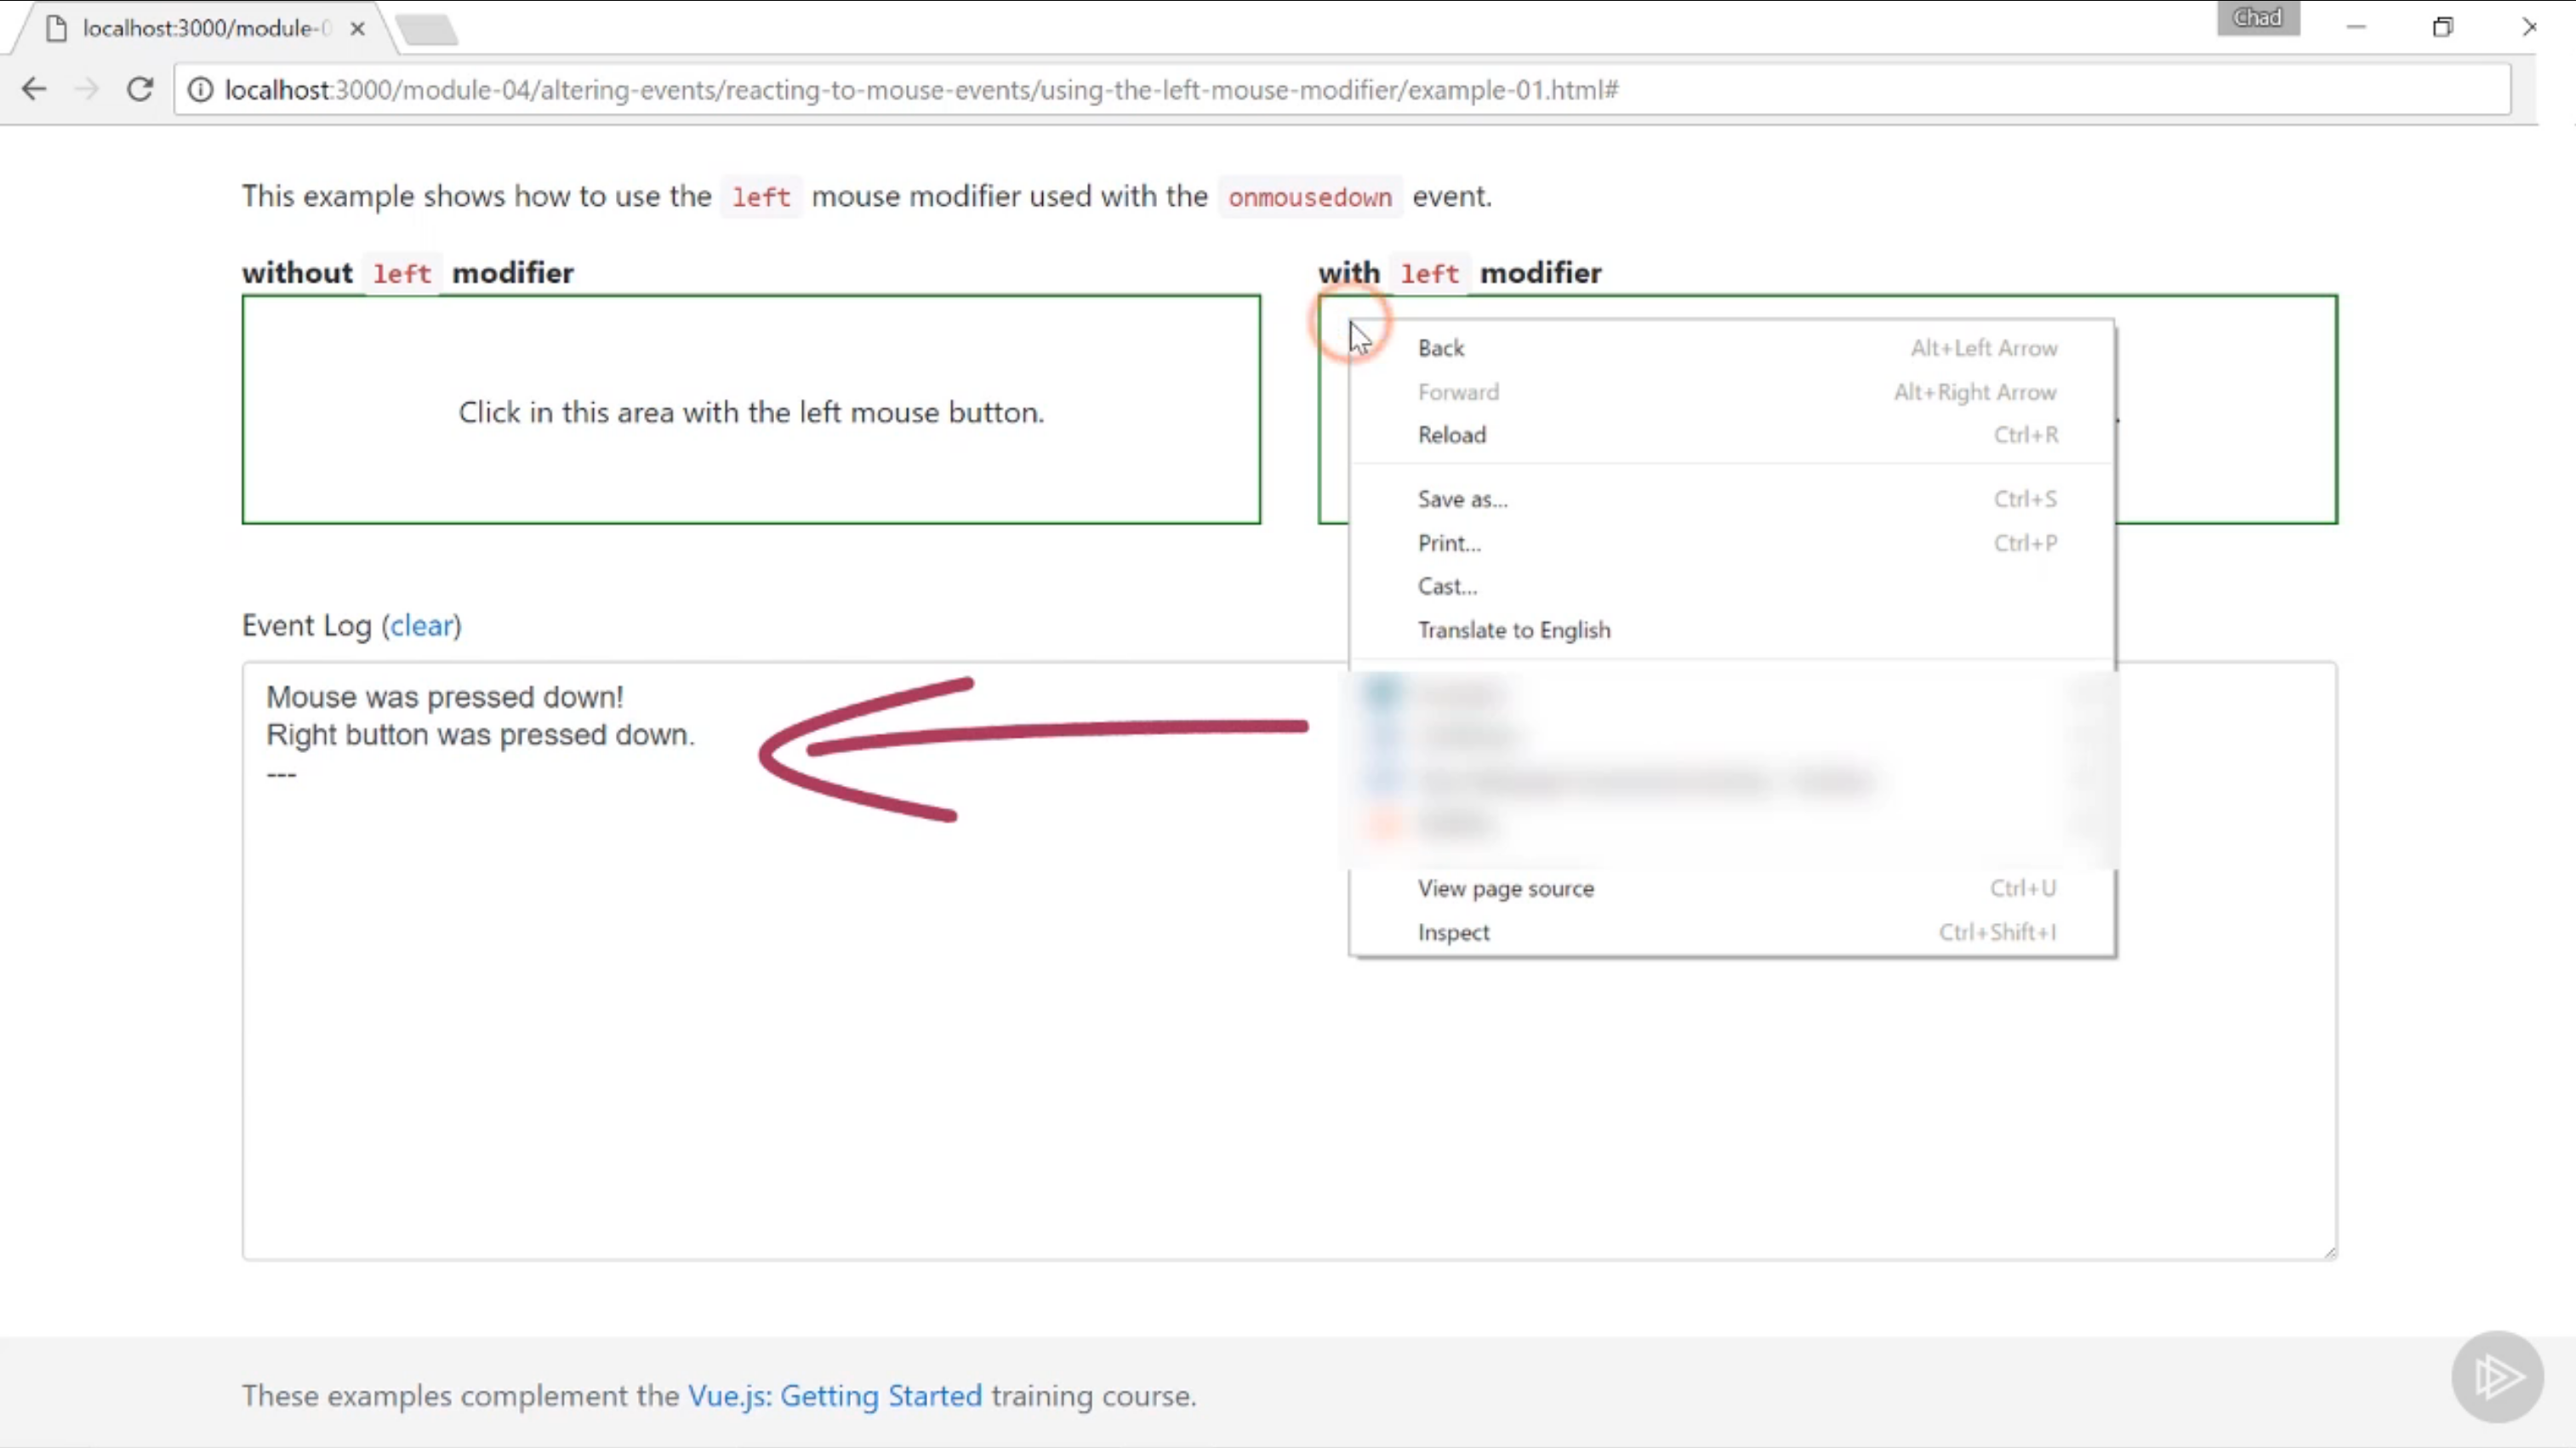 localhost:3000/module-0
Chad
localhost:3000/module-04/altering-events/reacting-to-mouse-events/using-the-left-mouse-modifier/example-01.html#
This example shows how to use the left mouse modifier used with the onmousedown event.
without left modifier
with left modifier
Click in this area with the left mouse button.
Back Alt+Left Arrow
Forward Alt+Right Arrow
Reload Ctrl+R
Save as... Ctrl+S
Print... Ctrl+P
Cast...
Translate to English
View page source Ctrl+U
Inspect Ctrl+Shift+I
Event Log (clear)
Mouse was pressed down!
Right button was pressed down.
---
These examples complement the Vue.js: Getting Started training course.